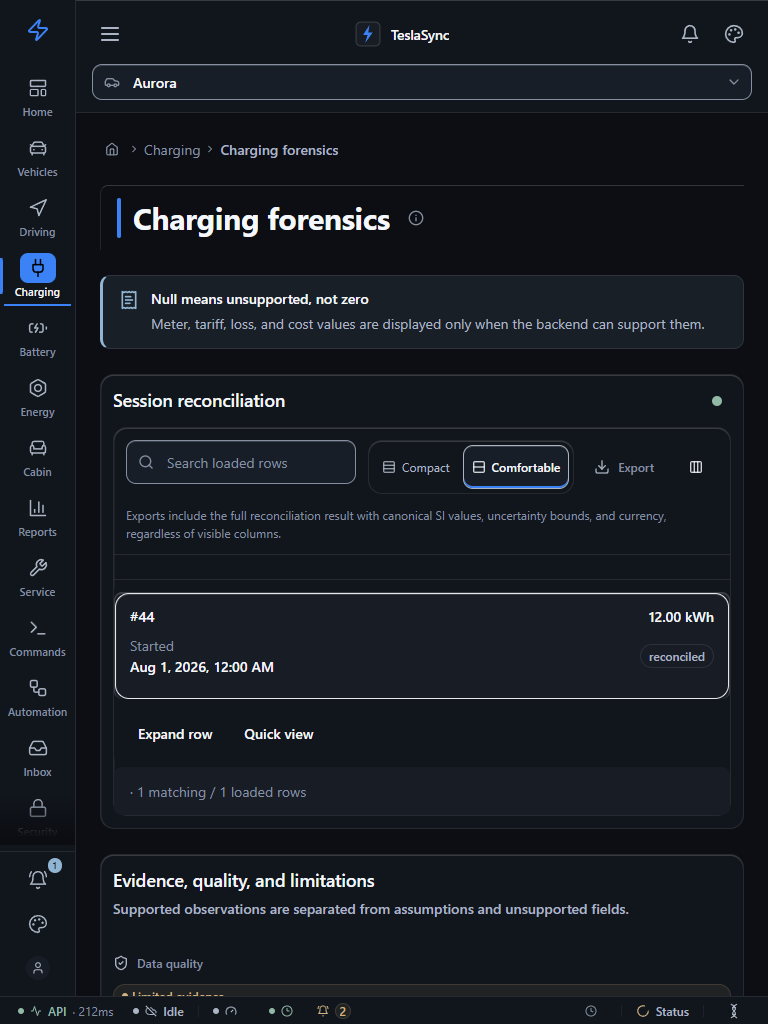 TeslaSync
Aurora
Home
Vehicles
Driving
Charging
Battery
Energy
Cabin
Reports
Service
Commands
Automation
Inbox
Security
1
Charging
Charging forensics
Charging forensics
Null means unsupported, not zero
Meter, tariff, loss, and cost values are displayed only when the backend can support them.
Session reconciliation
Search loaded rows
Compact
Comfortable
Export
Exports include the full reconciliation result with canonical SI values, uncertainty bounds, and currency,
regardless of visible columns.
#44
12.00 kWh
Started
Aug 1, 2026, 12:00 AM
reconciled
Expand row
Quick view
· 1 matching / 1 loaded rows
Evidence, quality, and limitations
Supported observations are separated from assumptions and unsupported fields.
Data quality
Limited evidence
API · 212ms
Idle
2
Status